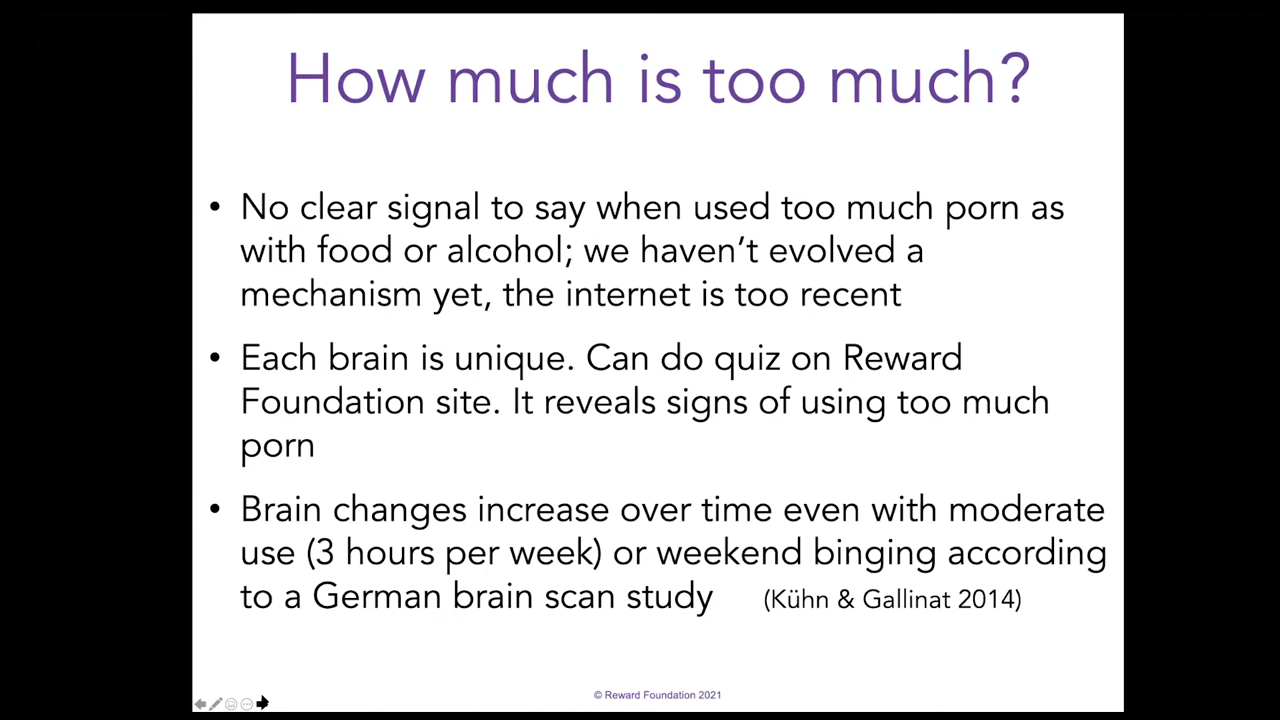 How much is too much?
• No clear signal to say when used too much porn as
with food or alcohol; we haven’t evolved a
mechanism yet, the internet is too recent
• Each brain is unique. Can do quiz on Reward
Foundation site. It reveals signs of using too much
porn
• Brain changes increase over time even with moderate
use (3 hours per week) or weekend binging according
to a German brain scan study (Kühn & Gallinat 2014)
© Reward Foundation 2021